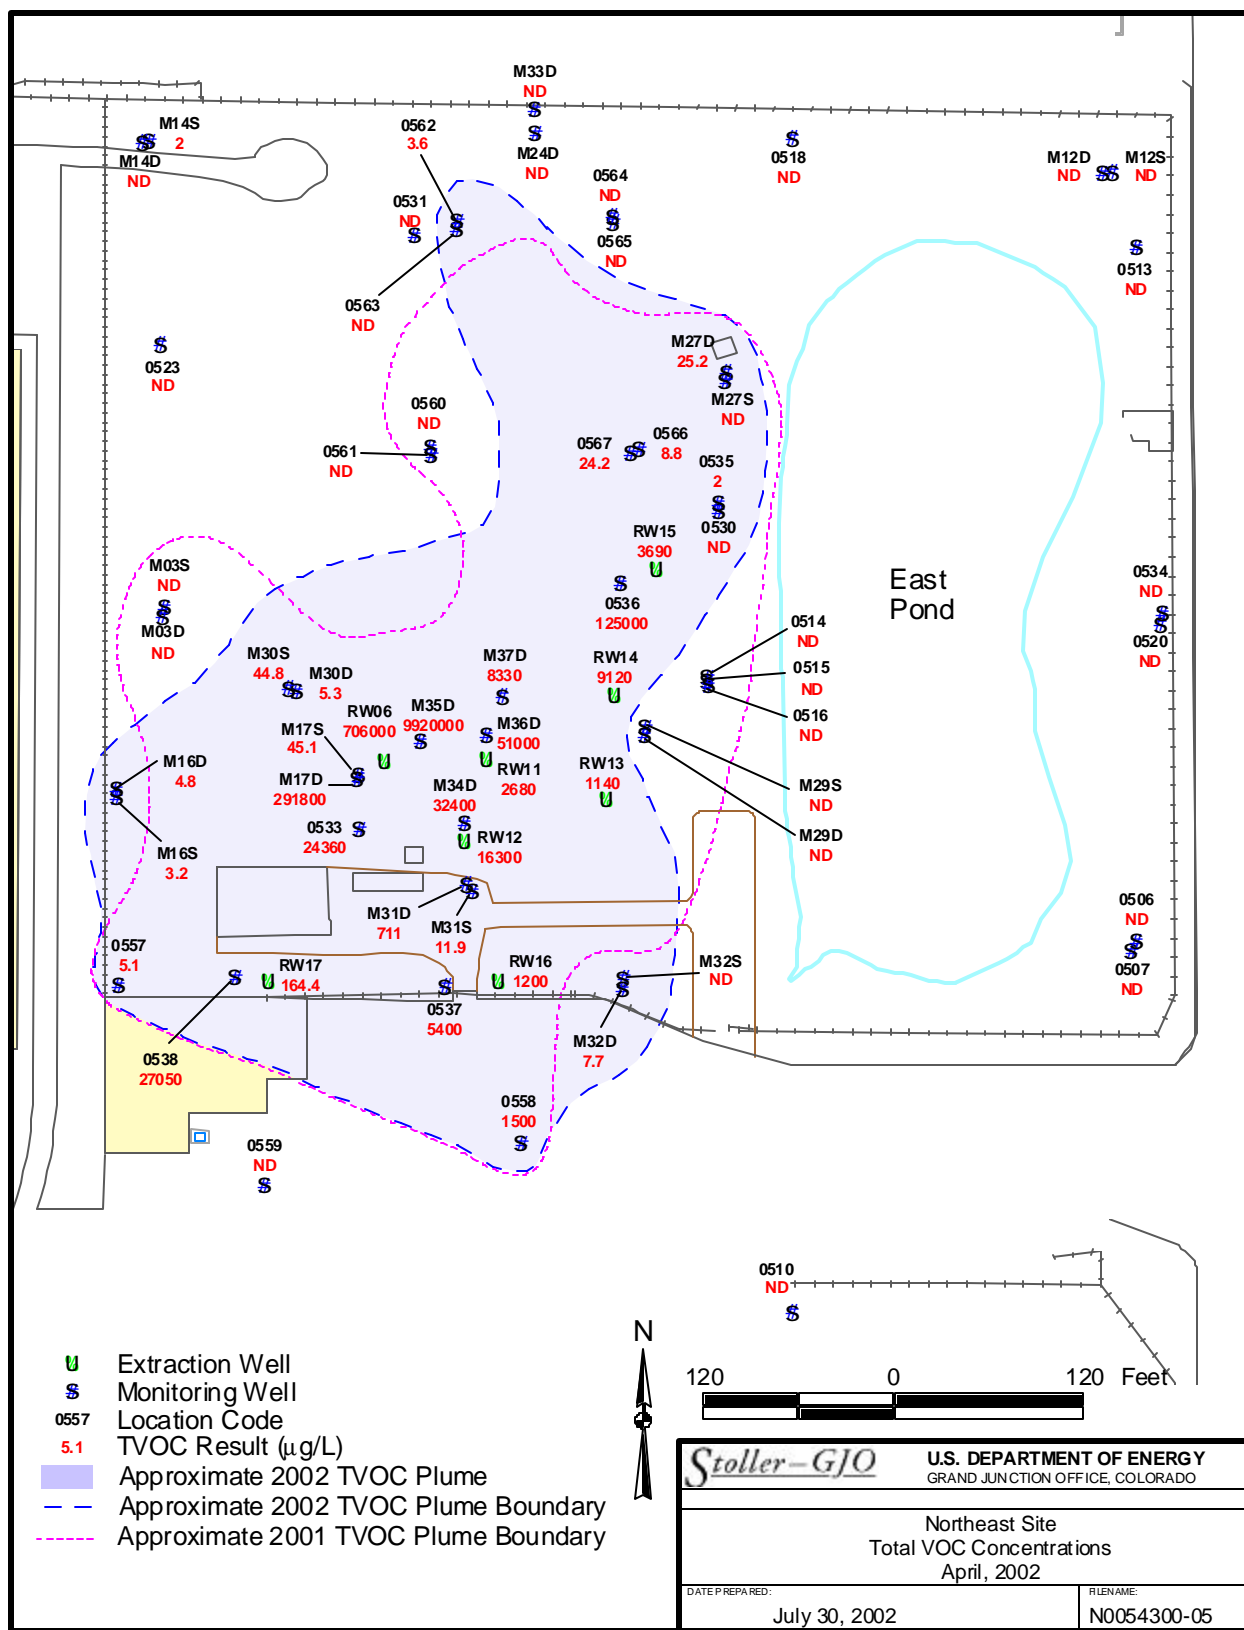 M33D
ND
M14S
2
M14D
ND
0562
3.6
M24D
ND
0518
ND
M12D
ND
M12S
ND
0564
ND
0531
ND
0565
ND
0513
ND
0563
ND
M27D
25.2
0523
ND
M27S
ND
0560
ND
0561
ND
0567
24.2
0566
8.8
0535
2
0530
ND
RW15
3690
M03S
ND
M03D
ND
0536
125000
East
Pond
0534
ND
0520
ND
0514
ND
0515
ND
0516
ND
M30S
44.8
M30D
5.3
M37D
8330
RW14
9120
RW06
706000
M35D
9920000
M17S
45.1
M36D
51000
M16D
4.8
M17D
291800
M34D
32400
RW11
2680
RW13
1140
M29S
ND
M29D
ND
0533
24360
RW12
16300
M16S
3.2
M31D
711
M31S
11.9
0506
ND
0507
ND
0557
5.1
RW17
164.4
RW16
1200
M32S
ND
0537
5400
M32D
7.7
0538
27050
0558
1500
0559
ND
0510
ND
N
Extraction Well
Monitoring Well
0557 Location Code
5.1 TVOC Result (µg/L)
Approximate 2002 TVOC Plume
Approximate 2002 TVOC Plume Boundary
Approximate 2001 TVOC Plume Boundary
120 0 120 Feet
Stoller-GJO
U.S. DEPARTMENT OF ENERGY
GRAND JUNCTION OFFICE, COLORADO
Northeast Site
Total VOC Concentrations
April, 2002
DATE PREPARED:
July 30, 2002
FILENAME:
N0054300-05